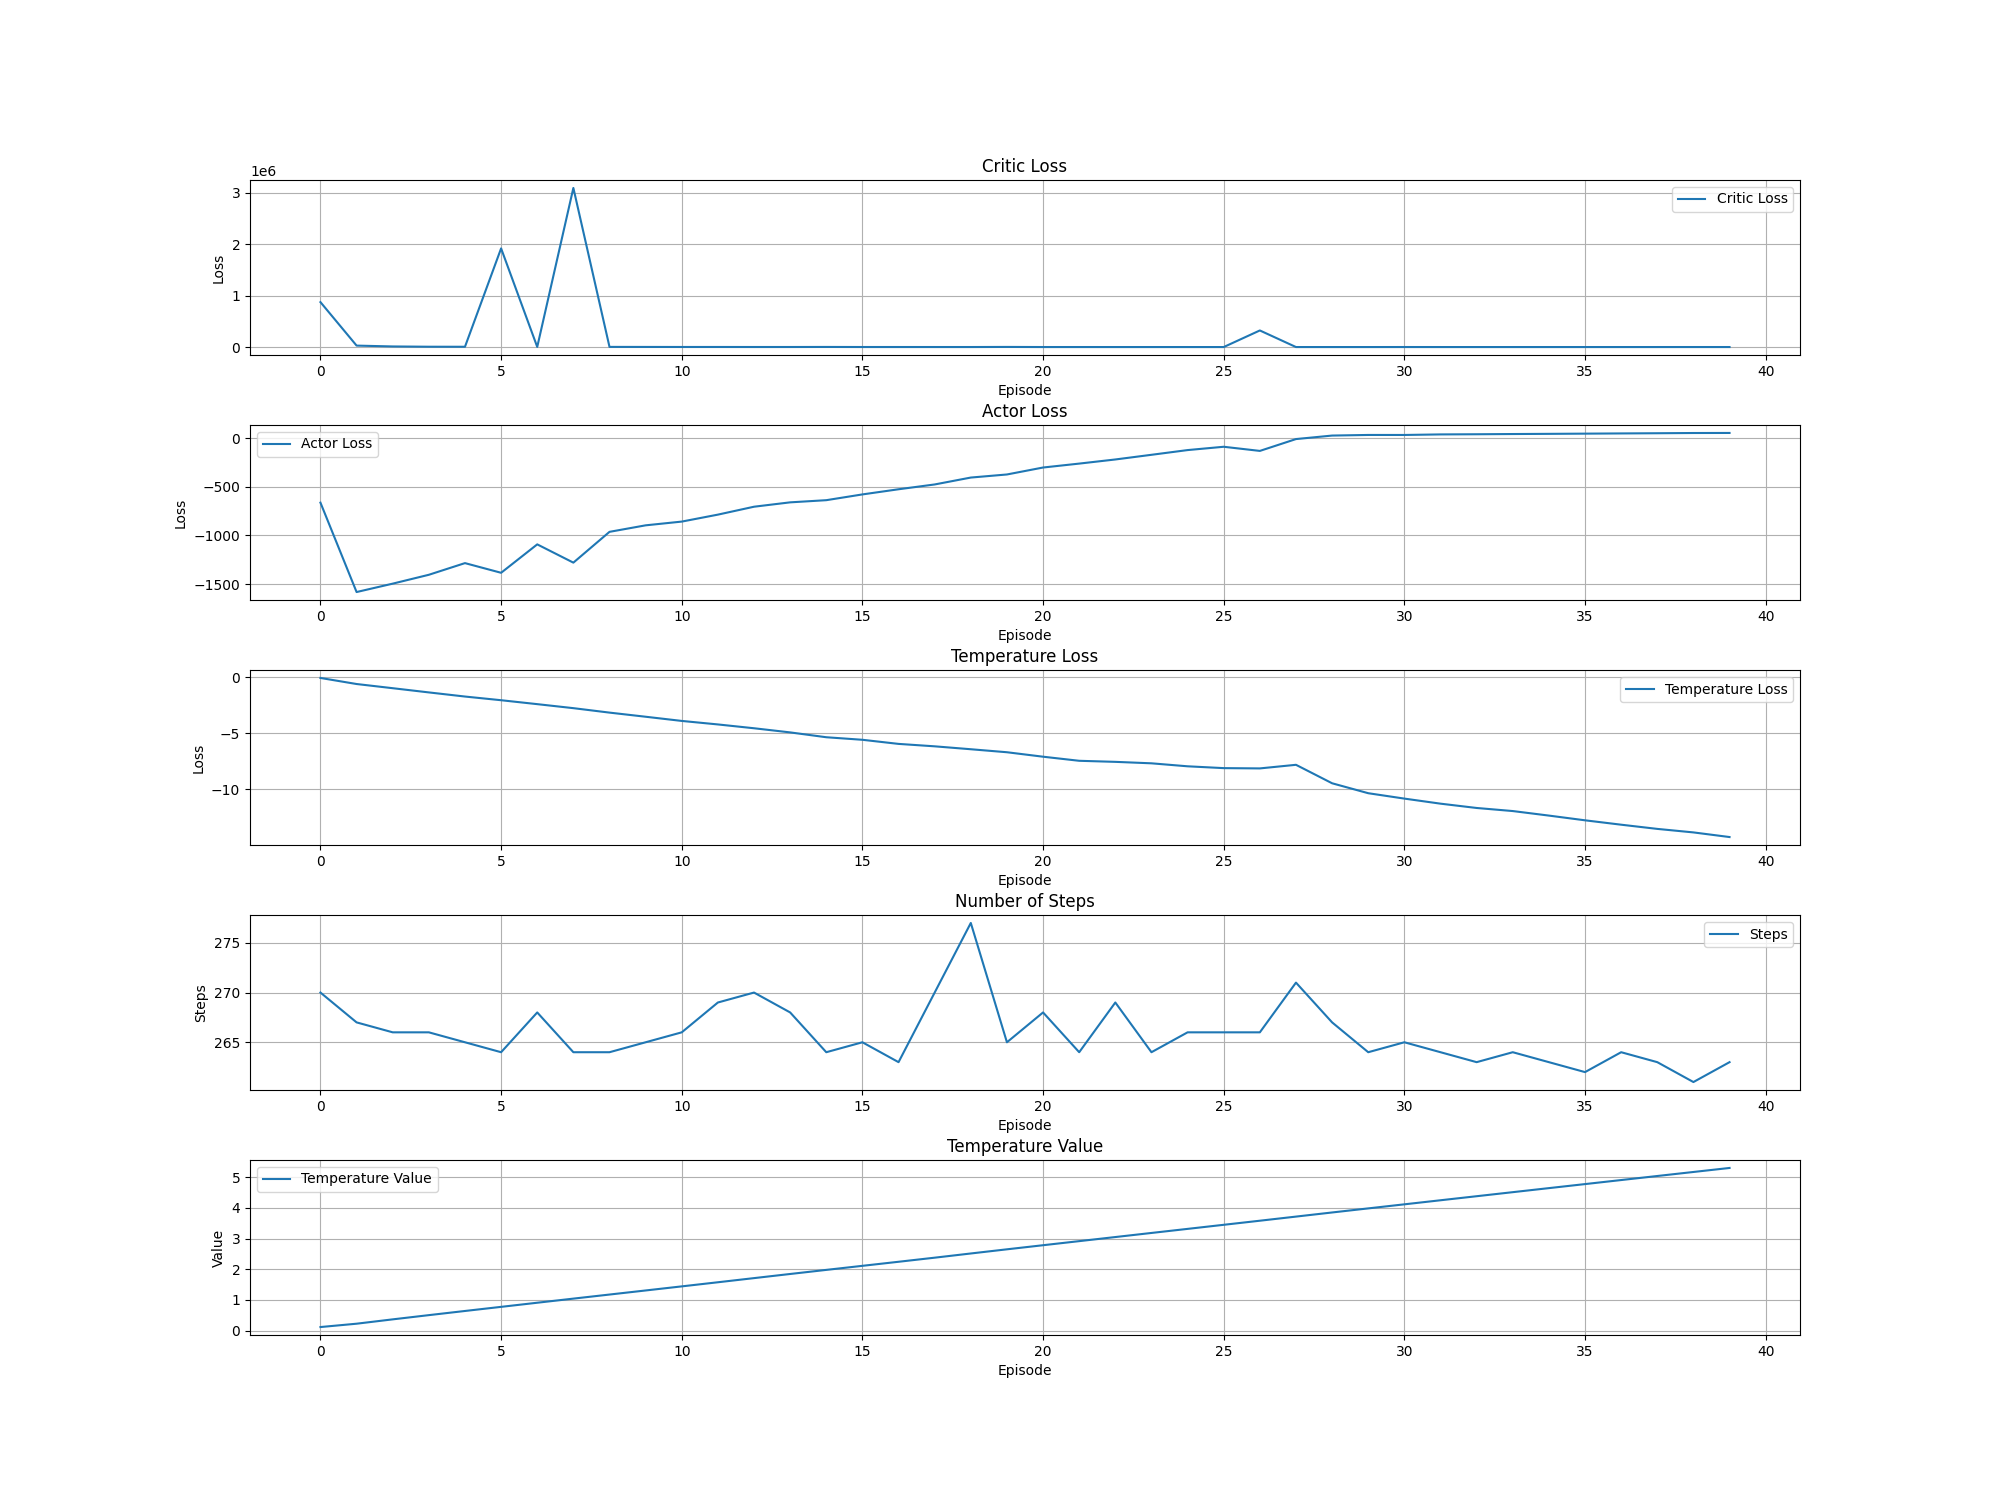 Critic Loss
1e6
3
2
1
0
Loss
Critic Loss
0 5 10 15 20 25 30 35 40
Episode
Actor Loss
0
−500
−1000
−1500
Loss
Actor Loss
0 5 10 15 20 25 30 35 40
Episode
Temperature Loss
0
−5
−10
Loss
Temperature Loss
0 5 10 15 20 25 30 35 40
Episode
Number of Steps
275
270
265
Steps
Steps
0 5 10 15 20 25 30 35 40
Episode
Temperature Value
5
4
3
2
1
0
Value
Temperature Value
0 5 10 15 20 25 30 35 40
Episode